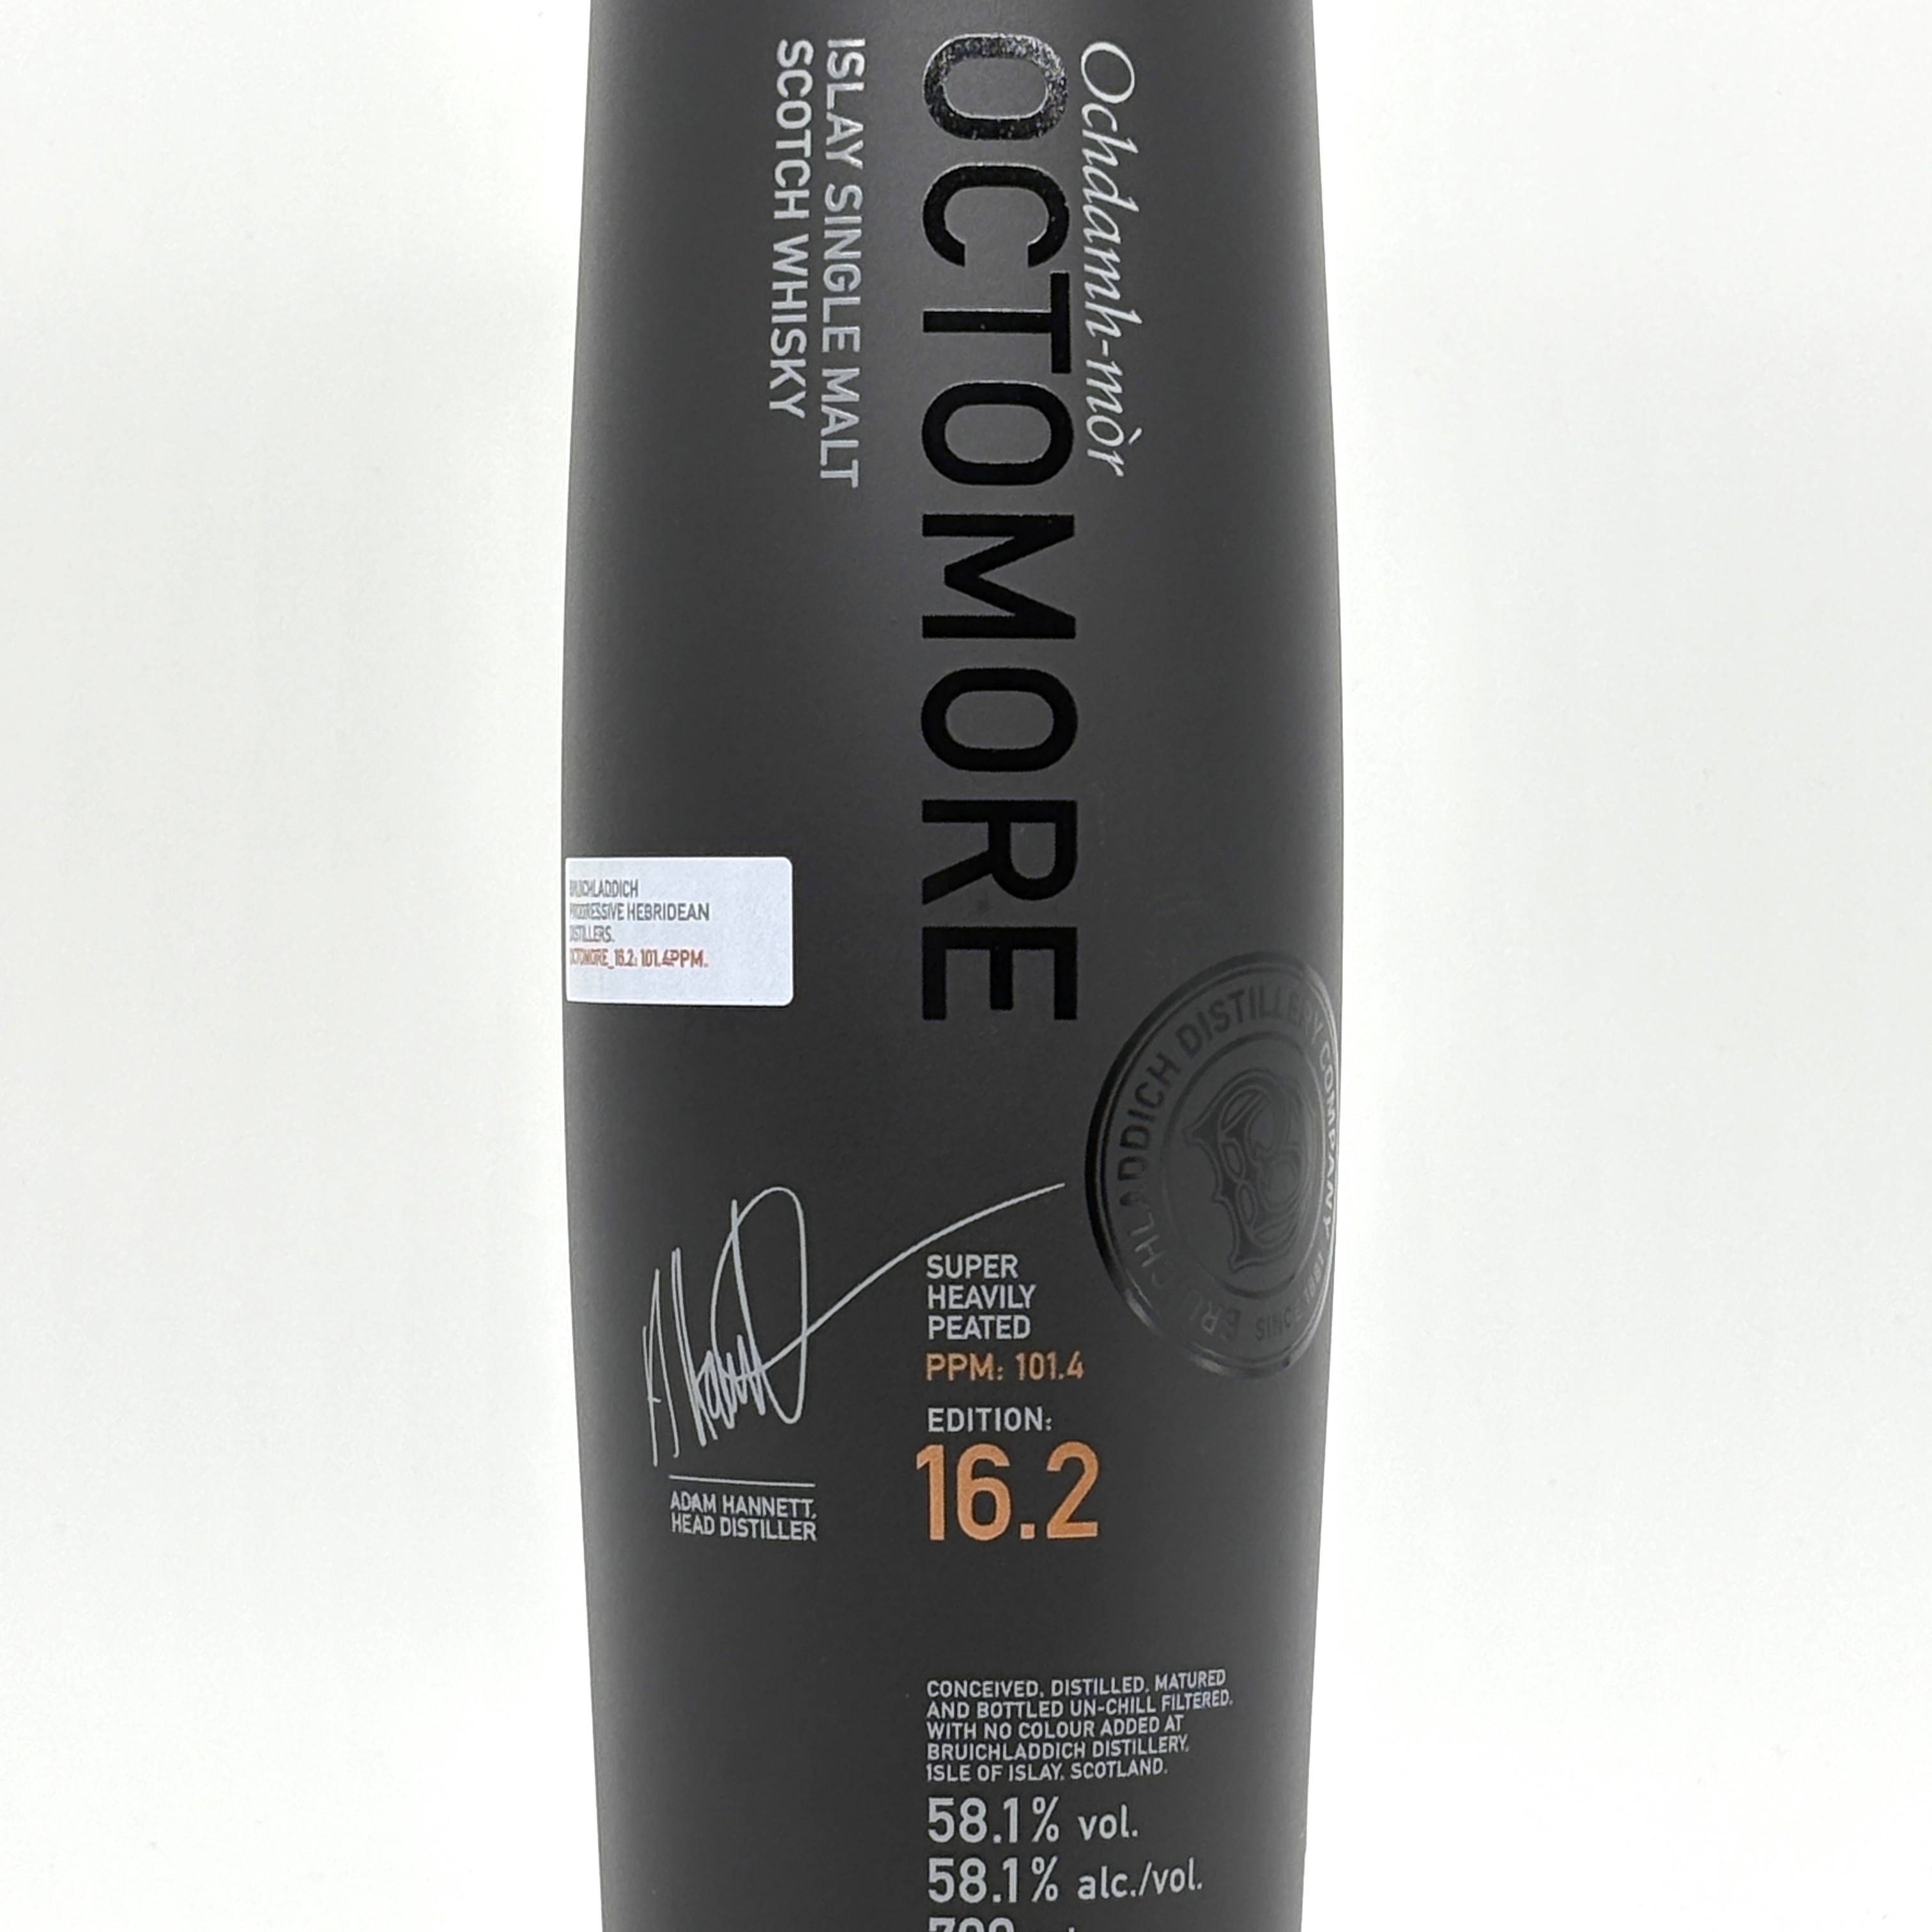 Ochdamh-mòr
OCTOMORE
ISLAY SINGLE MALT
SCOTCH WHISKY
BRUICHLADDICH
PROGRESSIVE HEBRIDEAN
DISTILLERS.
OCTOMORE_16.2: 101.4PPM.
BRUICHLADDICH DISTILLERY COMPANY
SINCE 1881
ADAM HANNETT,
HEAD DISTILLER
SUPER
HEAVILY
PEATED
PPM: 101.4
EDITION:
16.2
CONCEIVED, DISTILLED, MATURED
AND BOTTLED UN-CHILL FILTERED,
WITH NO COLOUR ADDED AT
BRUICHLADDICH DISTILLERY,
ISLE OF ISLAY, SCOTLAND.
58.1% vol.
58.1% alc./vol.